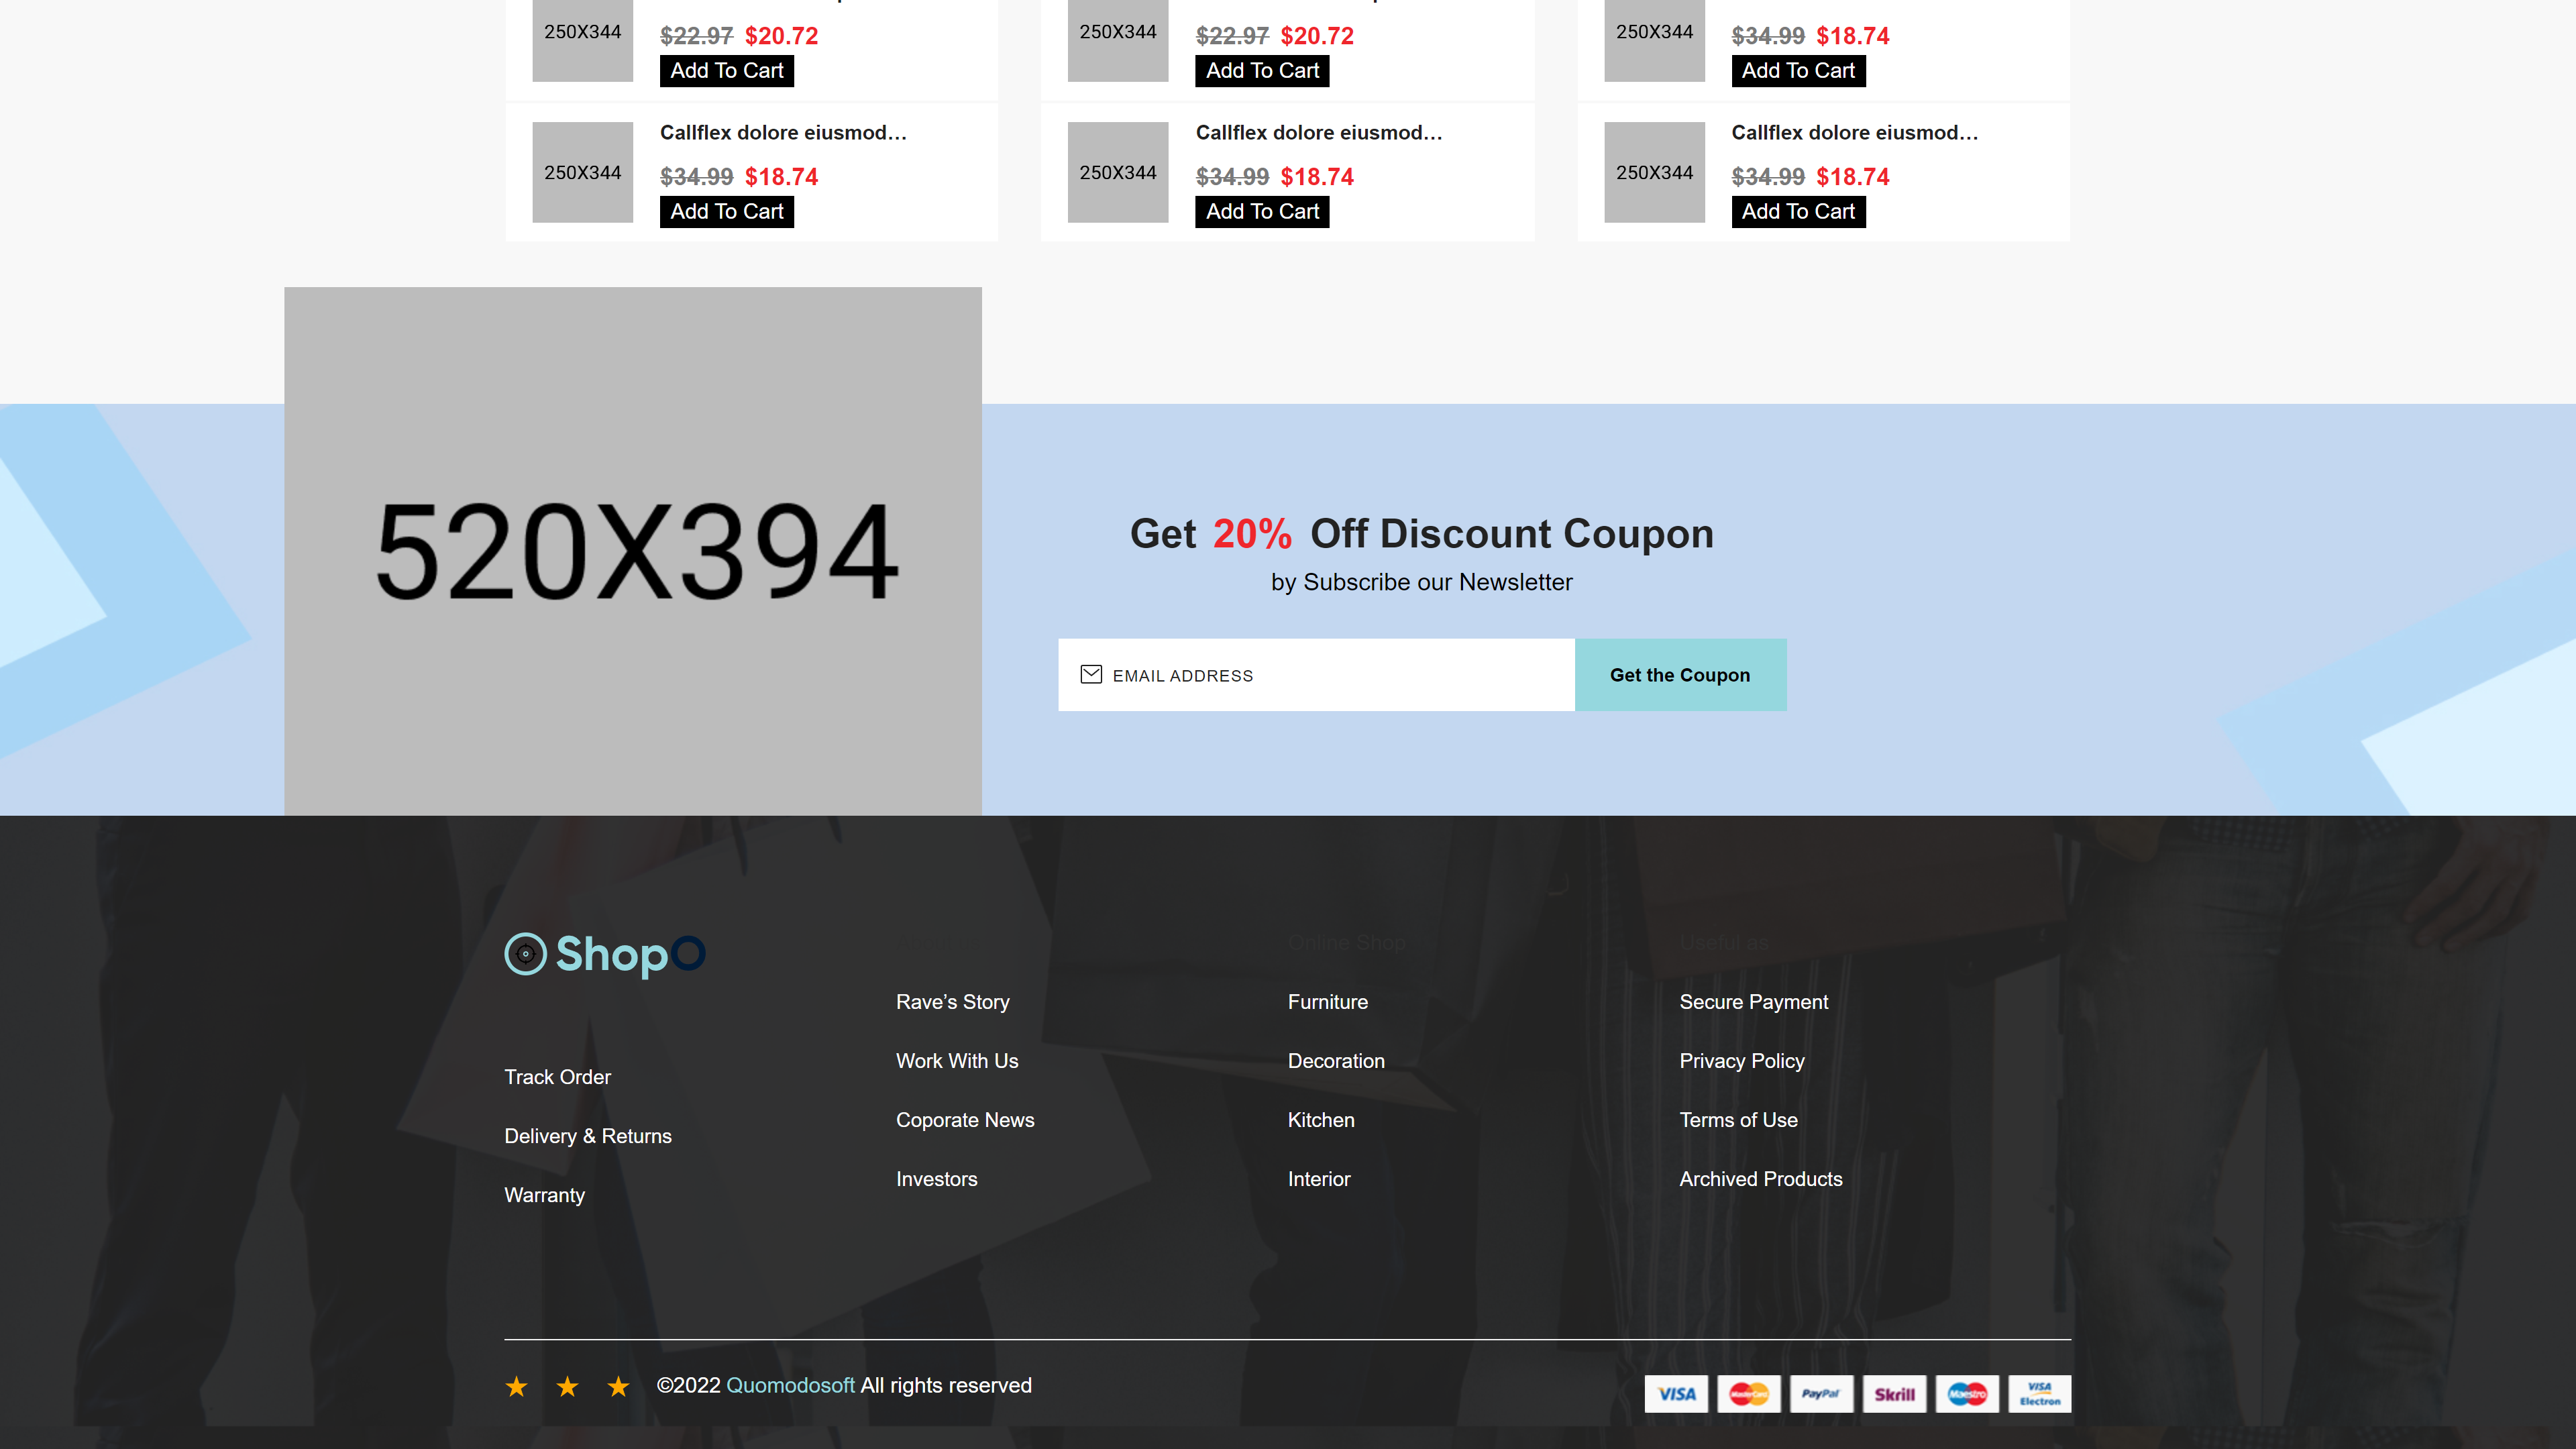 250X344
$22.97 $20.72
Add To Cart
250X344
$22.97 $20.72
Add To Cart
250X344
$34.99 $18.74
Add To Cart
250X344
Callflex dolore eiusmod...
$34.99 $18.74
Add To Cart
250X344
Callflex dolore eiusmod...
$34.99 $18.74
Add To Cart
250X344
Callflex dolore eiusmod...
$34.99 $18.74
Add To Cart
520X394
Get 20% Off Discount Coupon
by Subscribe our Newsletter
EMAIL ADDRESS
Get the Coupon
ShopO
Track Order
Delivery & Returns
Warranty
Rave’s Story
Work With Us
Coporate News
Investors
Online Shop
Furniture
Decoration
Kitchen
Interior
Useful as
Secure Payment
Privacy Policy
Terms of Use
Archived Products
©2022 Quomodosoft All rights reserved
VISA
MasterCard
PayPal
Skrill
Maestro
VISA
Electron